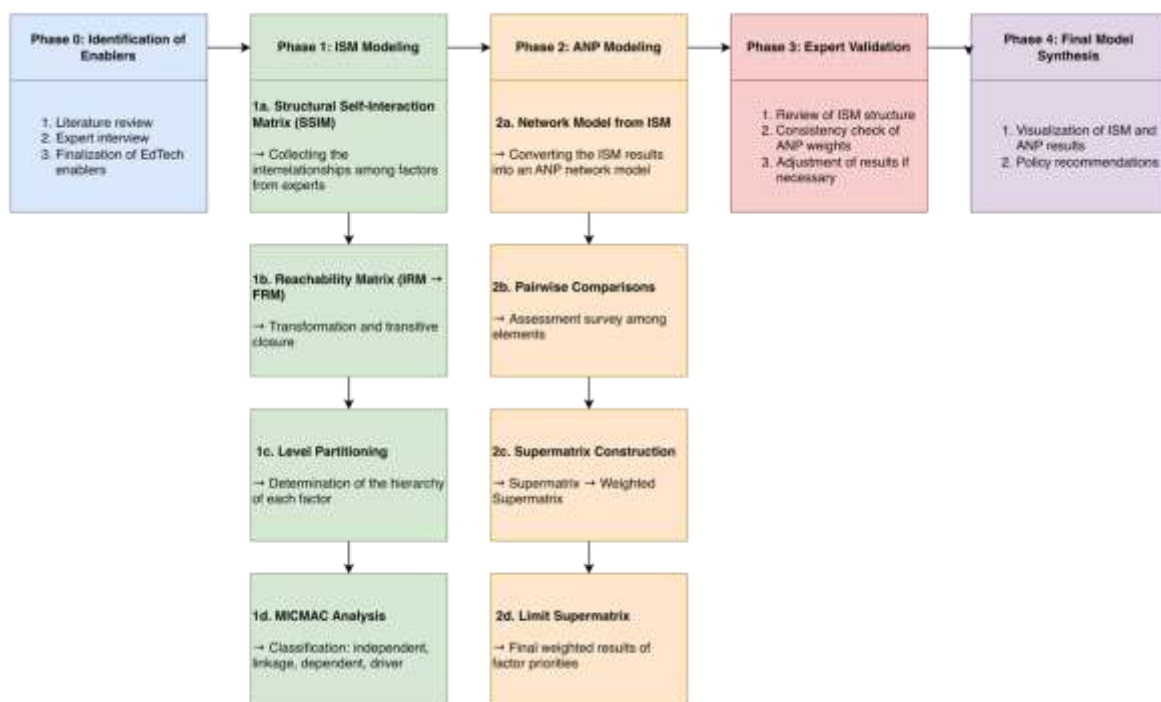 Phase 0: Identification of
Enablers
1. Literature review
2. Expert interview
3. Finalization of EdTech
enablers
Phase 1: ISM Modeling
1a. Structural Self-Interaction
Matrix (SSIM)
→ Collecting the
interrelationships among factors
from experts
1b. Reachability Matrix (IRM →
FRM)
→ Transformation and transitive
closure
1c. Level Partitioning
→ Determination of the hierarchy
of each factor
1d. MICMAC Analysis
→ Classification: independent,
linkage, dependent, driver
Phase 2: ANP Modeling
2a. Network Model from ISM
→ Converting the ISM results
into an ANP network model
2b. Pairwise Comparisons
→ Assessment survey among
elements
2c. Supermatrix Construction
→ Supermatrix → Weighted
Supermatrix
2d. Limit Supermatrix
→ Final weighted results of
factor priorities
Phase 3: Expert Validation
1. Review of ISM structure
2. Consistency check of
ANP weights
3. Adjustment of results if
necessary
Phase 4: Final Model
Synthesis
1. Visualization of ISM and
ANP results
2. Policy recommendations